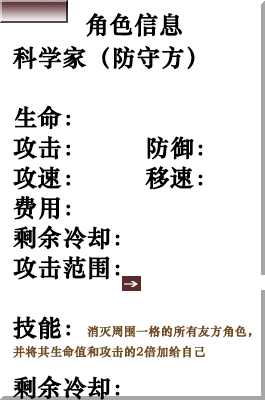 角色信息
科学家（防守方）
生命：
攻击： 防御：
攻速： 移速：
费用：
剩余冷却：
攻击范围：
技能： 消灭周围一格的所有友方角色，
并将其生命值和攻击的2倍加给自己
剩余冷却：